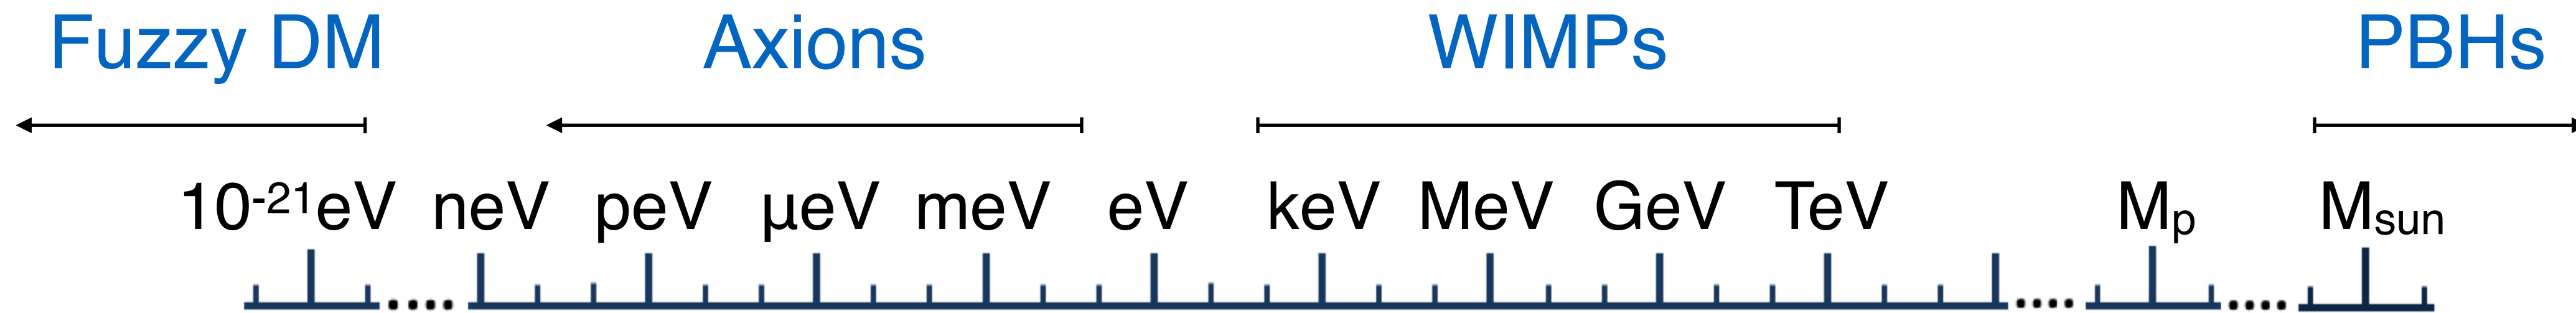 Fuzzy DM Axions WIMPs PBHs
10-21eV neV peV μeV meV eV keV MeV GeV TeV Mp Msun